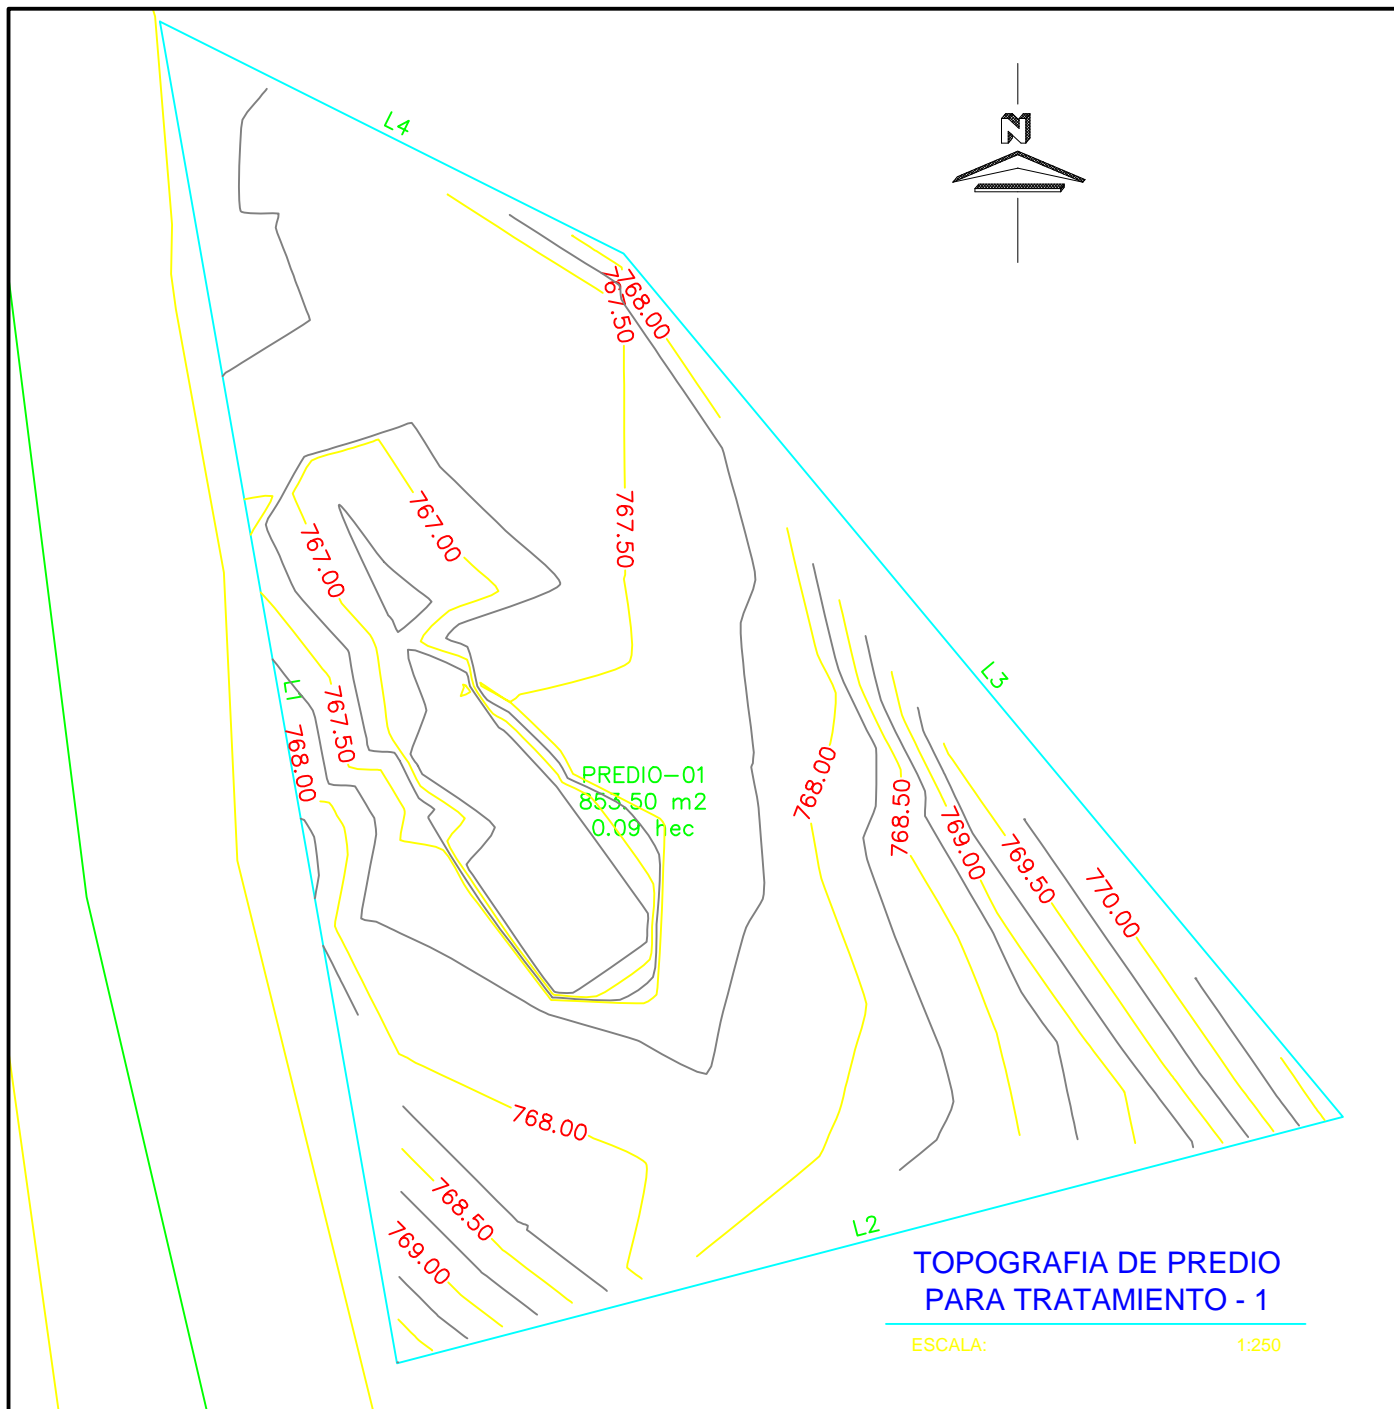 L4
N
768.00
767.50
767.00
767.50
767.00
L3
L1
767.50
768.00
768.00
PREDIO-01
853.50 m2
0.09 hec
768.50
769.00
769.50
770.00
768.00
768.50
769.00
L2
TOPOGRAFIA DE PREDIO
PARA TRATAMIENTO - 1
ESCALA: 1:250